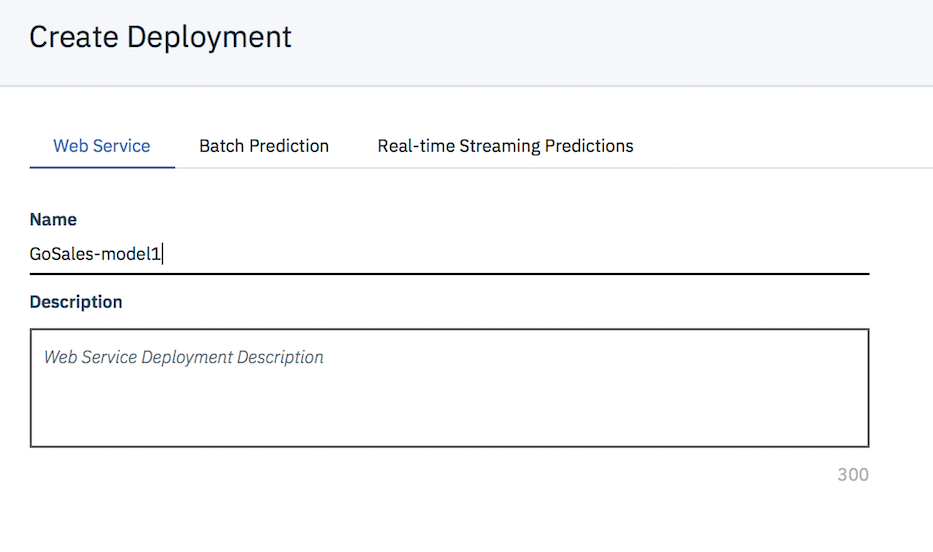 Create Deployment
Web Service Batch Prediction Real-time Streaming Predictions
Name
GoSales-model1
Description
Web Service Deployment Description
300